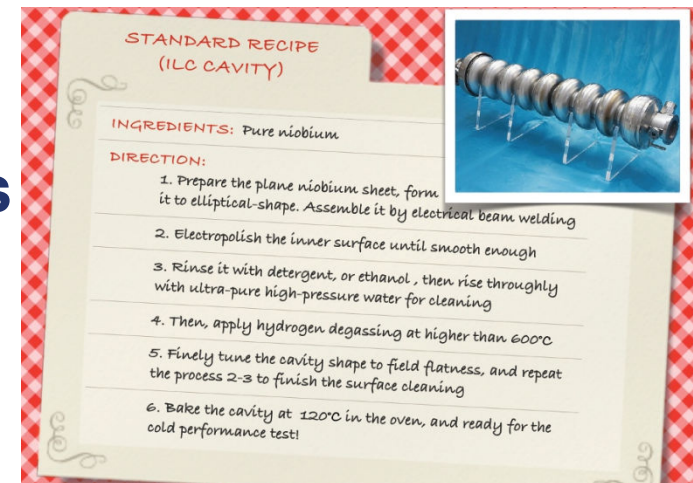 STANDARD RECIPE
(ILC CAVITY)
s
INGREDIENTS: Pure niobium
DIRECTION:
1. Prepare the plane niobium sheet, form
it to elliptical-shape. Assemble it by electrical beam welding
2. Electropolish the inner surface until smooth enough
3. Rinse it with detergent, or ethanol , then rise throughly
with ultra-pure high-pressure water for cleaning
4. Then, apply hydrogen degassing at higher than 600°C
5. Finely tune the cavity shape to field flatness, and repeat
the process 2-3 to finish the surface cleaning
6. Bake the cavity at 120°C in the oven, and ready for the
cold performance test!